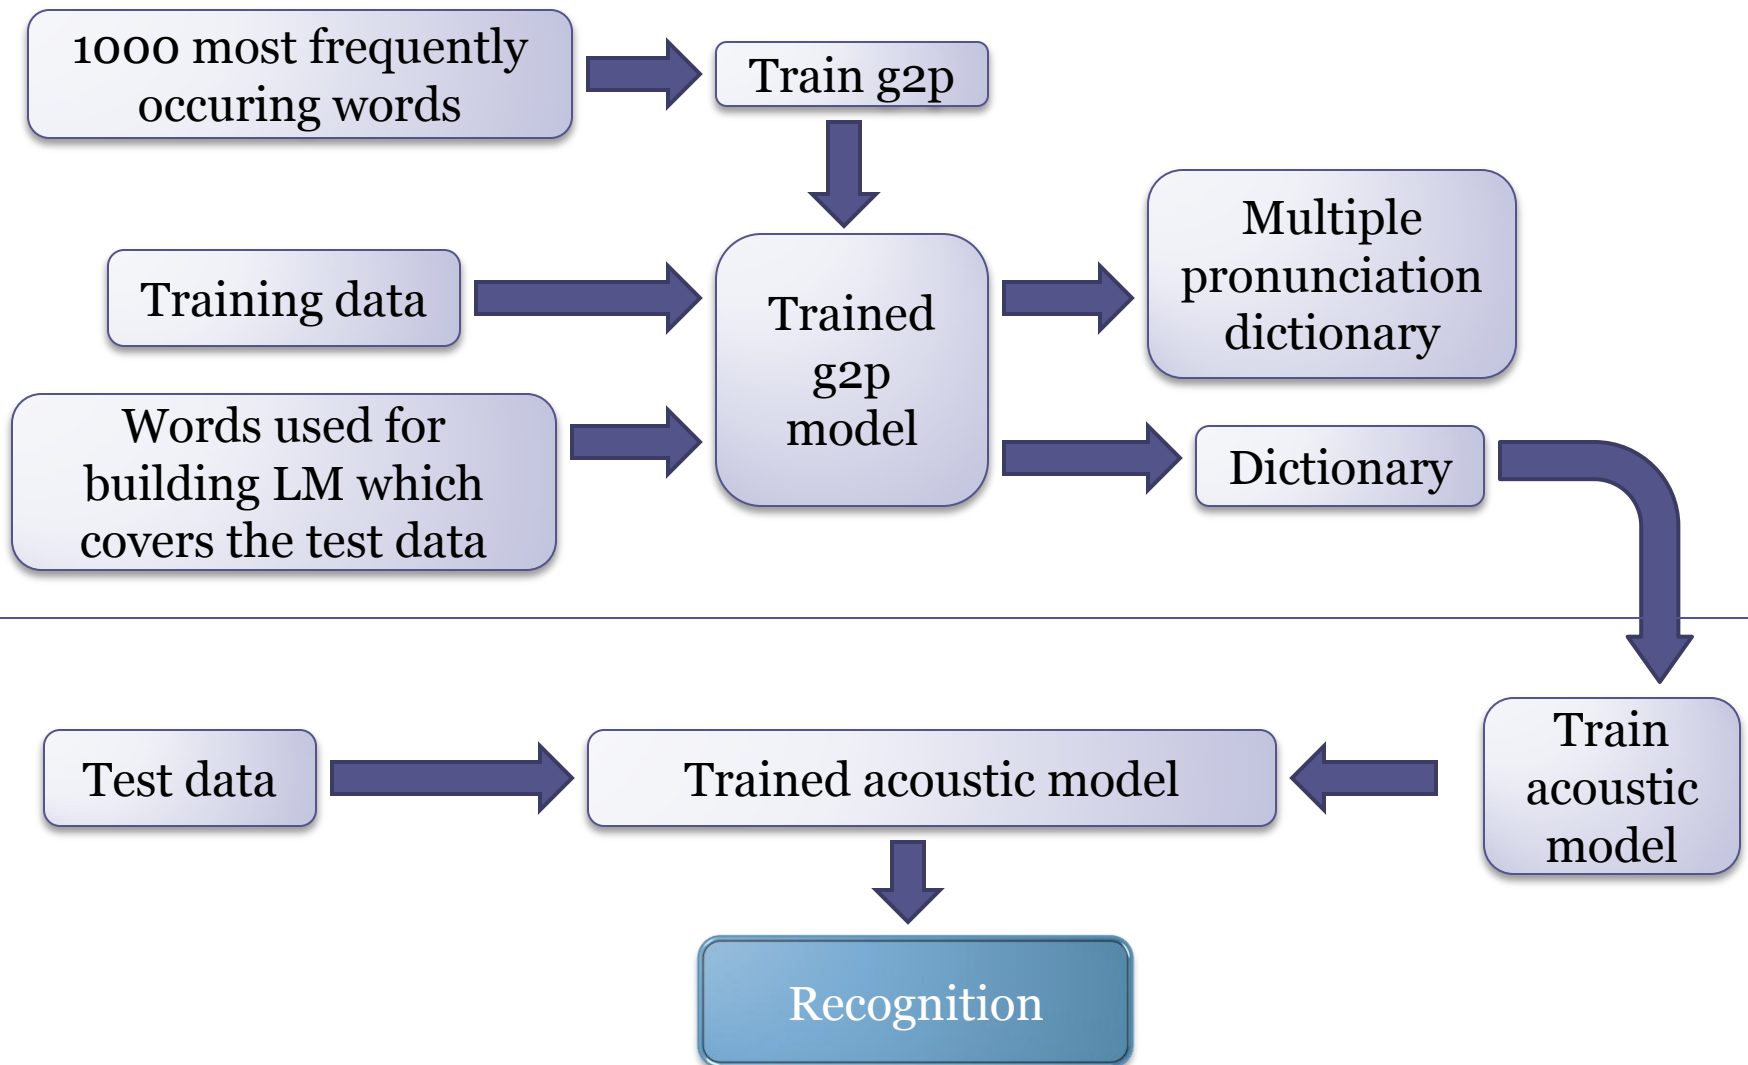 1000 most frequently
occuring words
Train g2p
Training data
Trained
g2p
model
Multiple
pronunciation
dictionary
Words used for
building LM which
covers the test data
Dictionary
Test data
Trained acoustic model
Train
acoustic
model
Recognition